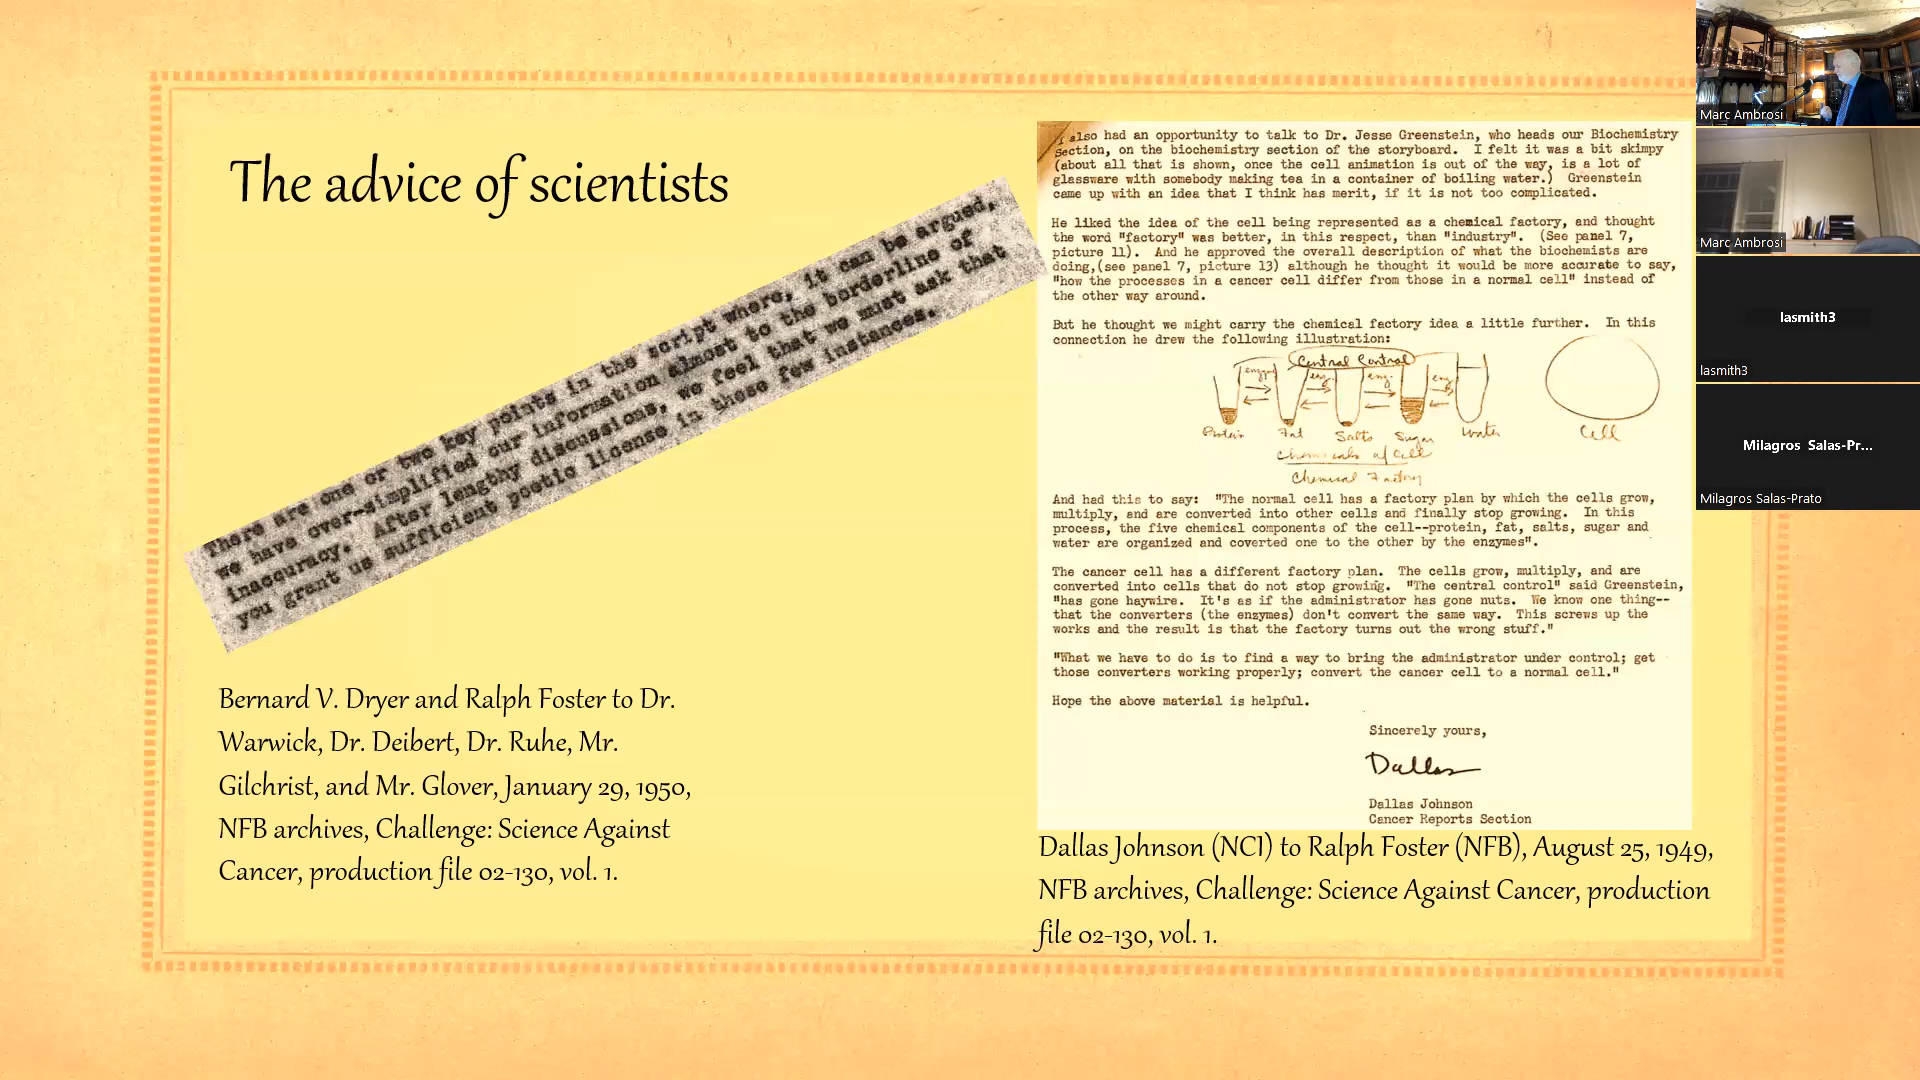 The advice of scientists
There are one or two key points in the script where, it can be argued,
we have over-simplified our information almost to the borderline of
inaccuracy. After lengthy discussions, we feel that we must ask that
you grant us sufficient poetic license in these few instances.
Bernard V. Dryer and Ralph Foster to Dr.
Warwick, Dr. Deibert, Dr. Ruhe, Mr.
Gilchrist, and Mr. Glover, January 29, 1950,
NFB archives, Challenge: Science Against
Cancer, production file 02-130, vol. 1.
I also had an opportunity to talk to Dr. Jesse Greenstein, who heads our Biochemistry
Section, on the biochemistry section of the storyboard. I felt it was a bit skimpy
(about all that is shown, once the cell animation is out of the way, is a lot of
glassware with somebody making tea in a container of boiling water.) Greenstein
came up with an idea that I think has merit, if it is not too complicated.
He liked the idea of the cell being represented as a chemical factory, and thought
the word "factory" was better, in this respect, than "industry". (See panel 7,
picture 11). And he approved the overall description of what the biochemists are
doing,(see panel 7, picture 13) although he thought it would be more accurate to say,
"how the processes in a cancer cell differ from those in a normal cell" instead of
the other way around.
But he thought we might carry the chemical factory idea a little further. In this
connection he drew the following illustration:
Central Control
enzy. eng. eng. eng
Protein Fat Salts Sugar Water Cell
Chemicals of Cell
Chemical Factory
And had this to say: "The normal cell has a factory plan by which the cells grow,
multiply, and are converted into other cells and finally stop growing. In this
process, the five chemical components of the cell--protein, fat, salts, sugar and
water are organized and coverted one to the other by the enzymes".
The cancer cell has a different factory plan. The cells grow, multiply, and are
converted into cells that do not stop growing. "The central control" said Greenstein,
"has gone haywire. It's as if the administrator has gone nuts. We know one thing--
that the converters (the enzymes) don't convert the same way. This screws up the
works and the result is that the factory turns out the wrong stuff."
"What we have to do is to find a way to bring the administrator under control; get
those converters working properly; convert the cancer cell to a normal cell."
Hope the above material is helpful.
Sincerely yours,
Dallas
Dallas Johnson
Cancer Reports Section
Dallas Johnson (NCI) to Ralph Foster (NFB), August 25, 1949,
NFB archives, Challenge: Science Against Cancer, production
file 02-130, vol. 1.
Marc Ambrosi
Marc Ambrosi
lasmith3
lasmith3
Milagros Salas-Pr...
Milagros Salas-Prato